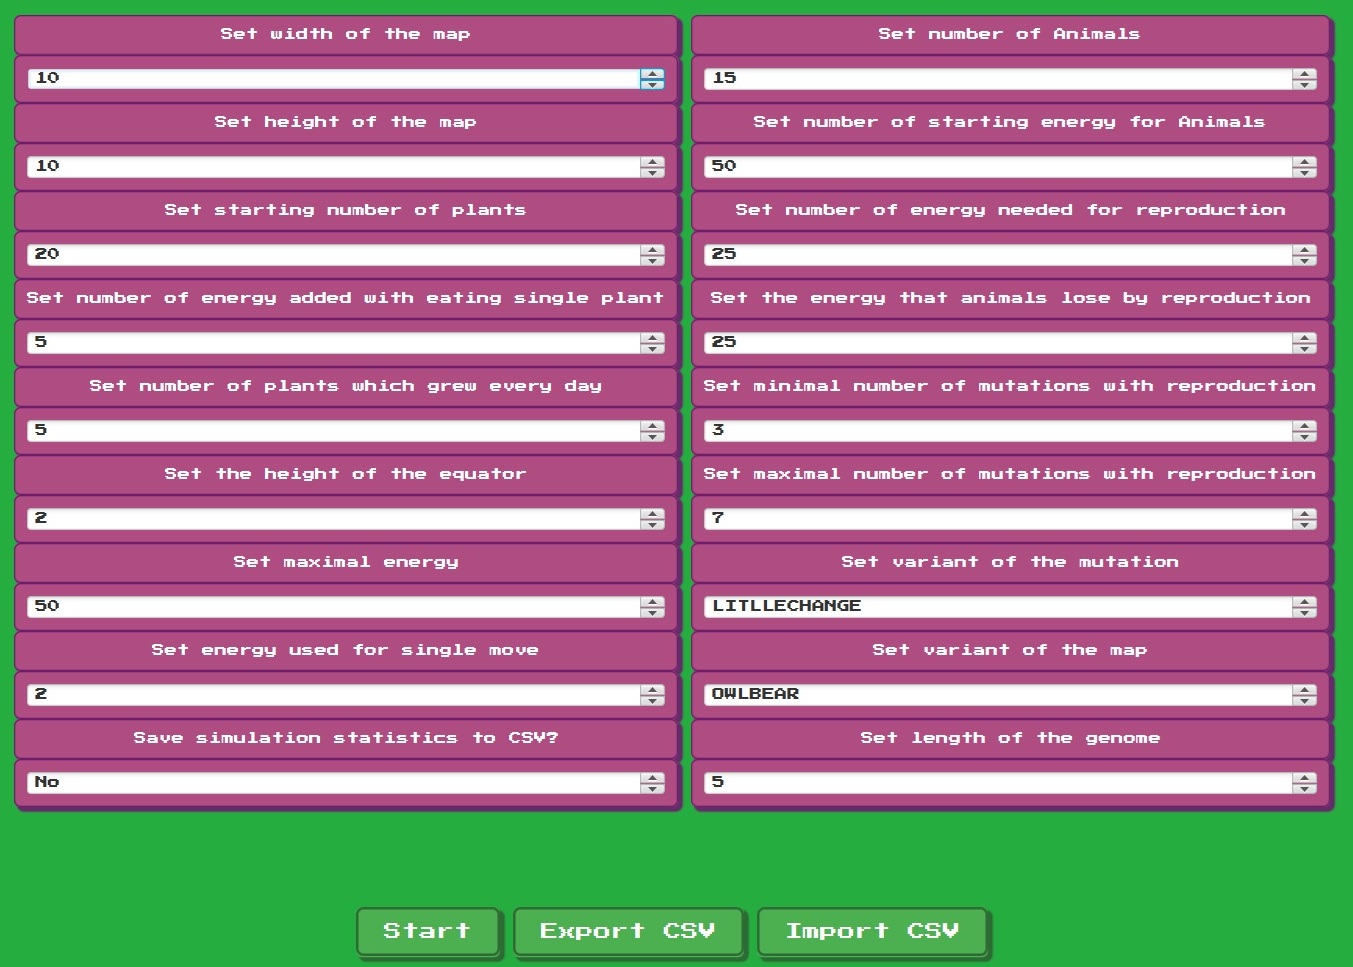 Set width of the map
10
Set height of the map
10
Set starting number of plants
20
Set number of energy added with eating single plant
5
Set number of plants which grew every day
5
Set the height of the equator
2
Set maximal energy
50
Set energy used for single move
2
Save simulation statistics to CSV?
No
Set number of Animals
15
Set number of starting energy for Animals
50
Set number of energy needed for reproduction
25
Set the energy that animals lose by reproduction
25
Set minimal number of mutations with reproduction
3
Set maximal number of mutations with reproduction
7
Set variant of the mutation
LITLLECHANGE
Set variant of the map
OWLBEAR
Set length of the genome
5
Start
Export CSV
Import CSV